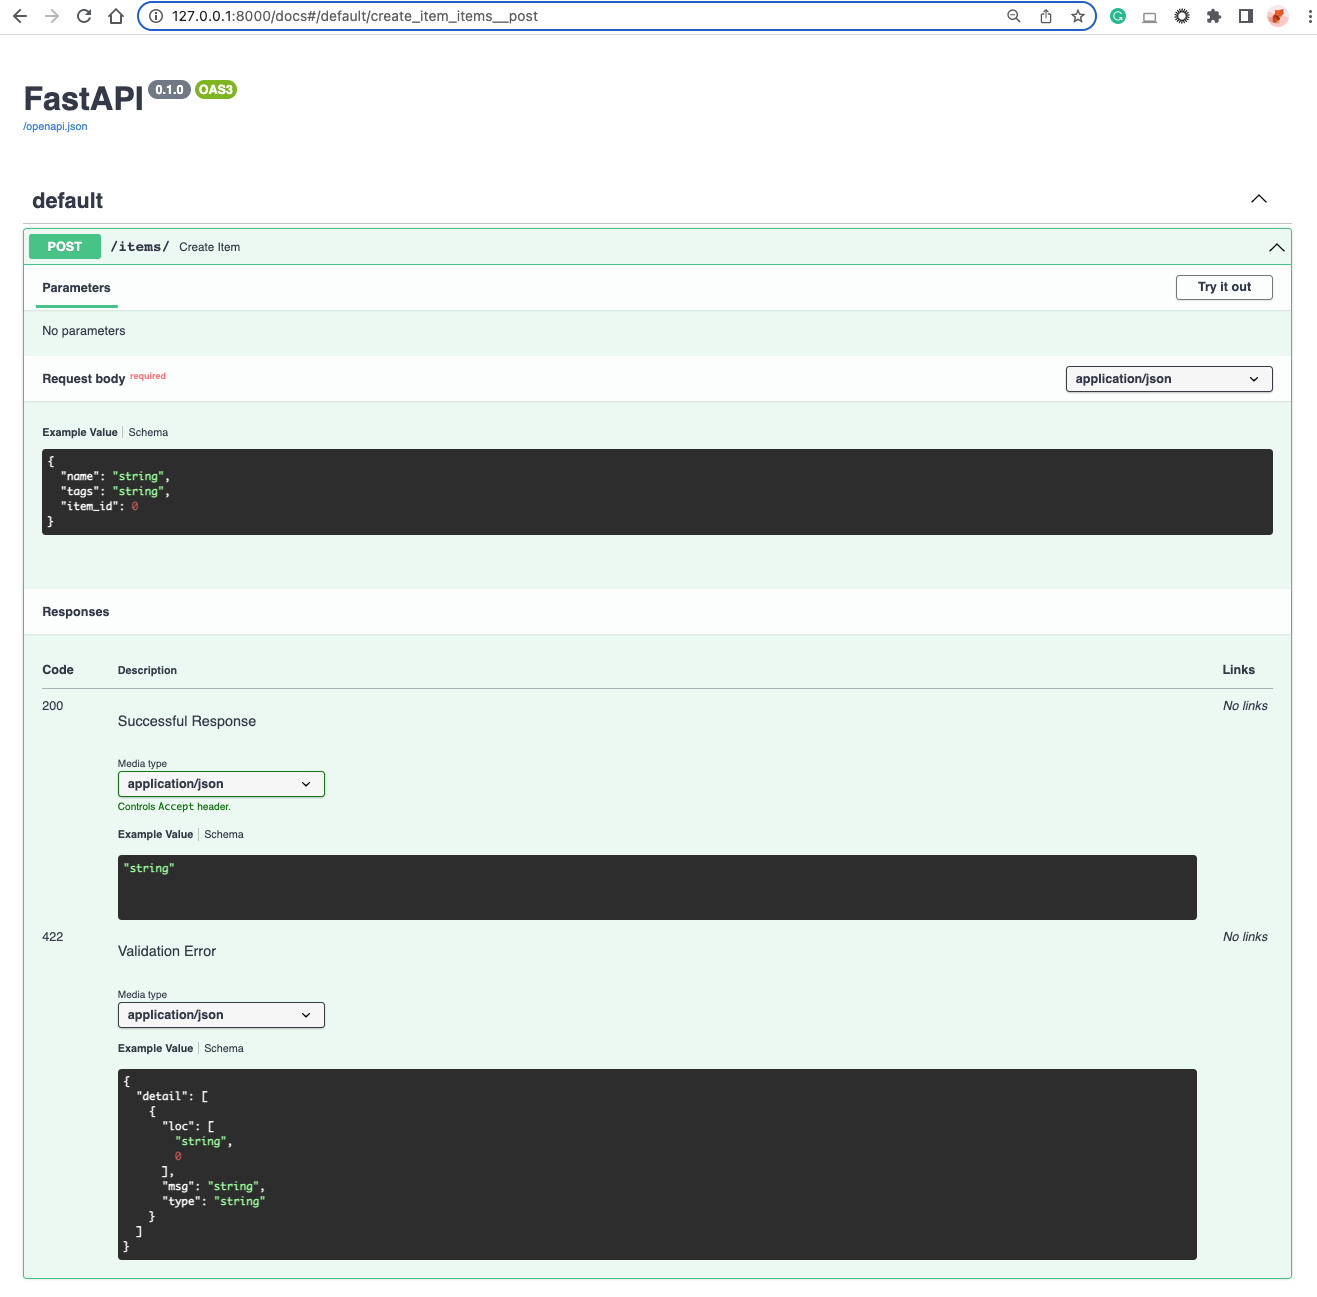 127.0.0.1:8000/docs#/default/create_item_items__post
FastAPI 0.1.0 OAS3
/openapi.json
default
POST /items/ Create Item
Parameters Try it out
No parameters
Request body required application/json
Example Value Schema
{
  "name": "string",
  "tags": "string",
  "item_id": 0
}
Responses
Code Description Links
200 No links
Successful Response
Media type
application/json
Controls Accept header.
Example Value Schema
"string"
422 No links
Validation Error
Media type
application/json
Example Value Schema
{
  "detail": [
    {
      "loc": [
        "string",
        0
      ],
      "msg": "string",
      "type": "string"
    }
  ]
}